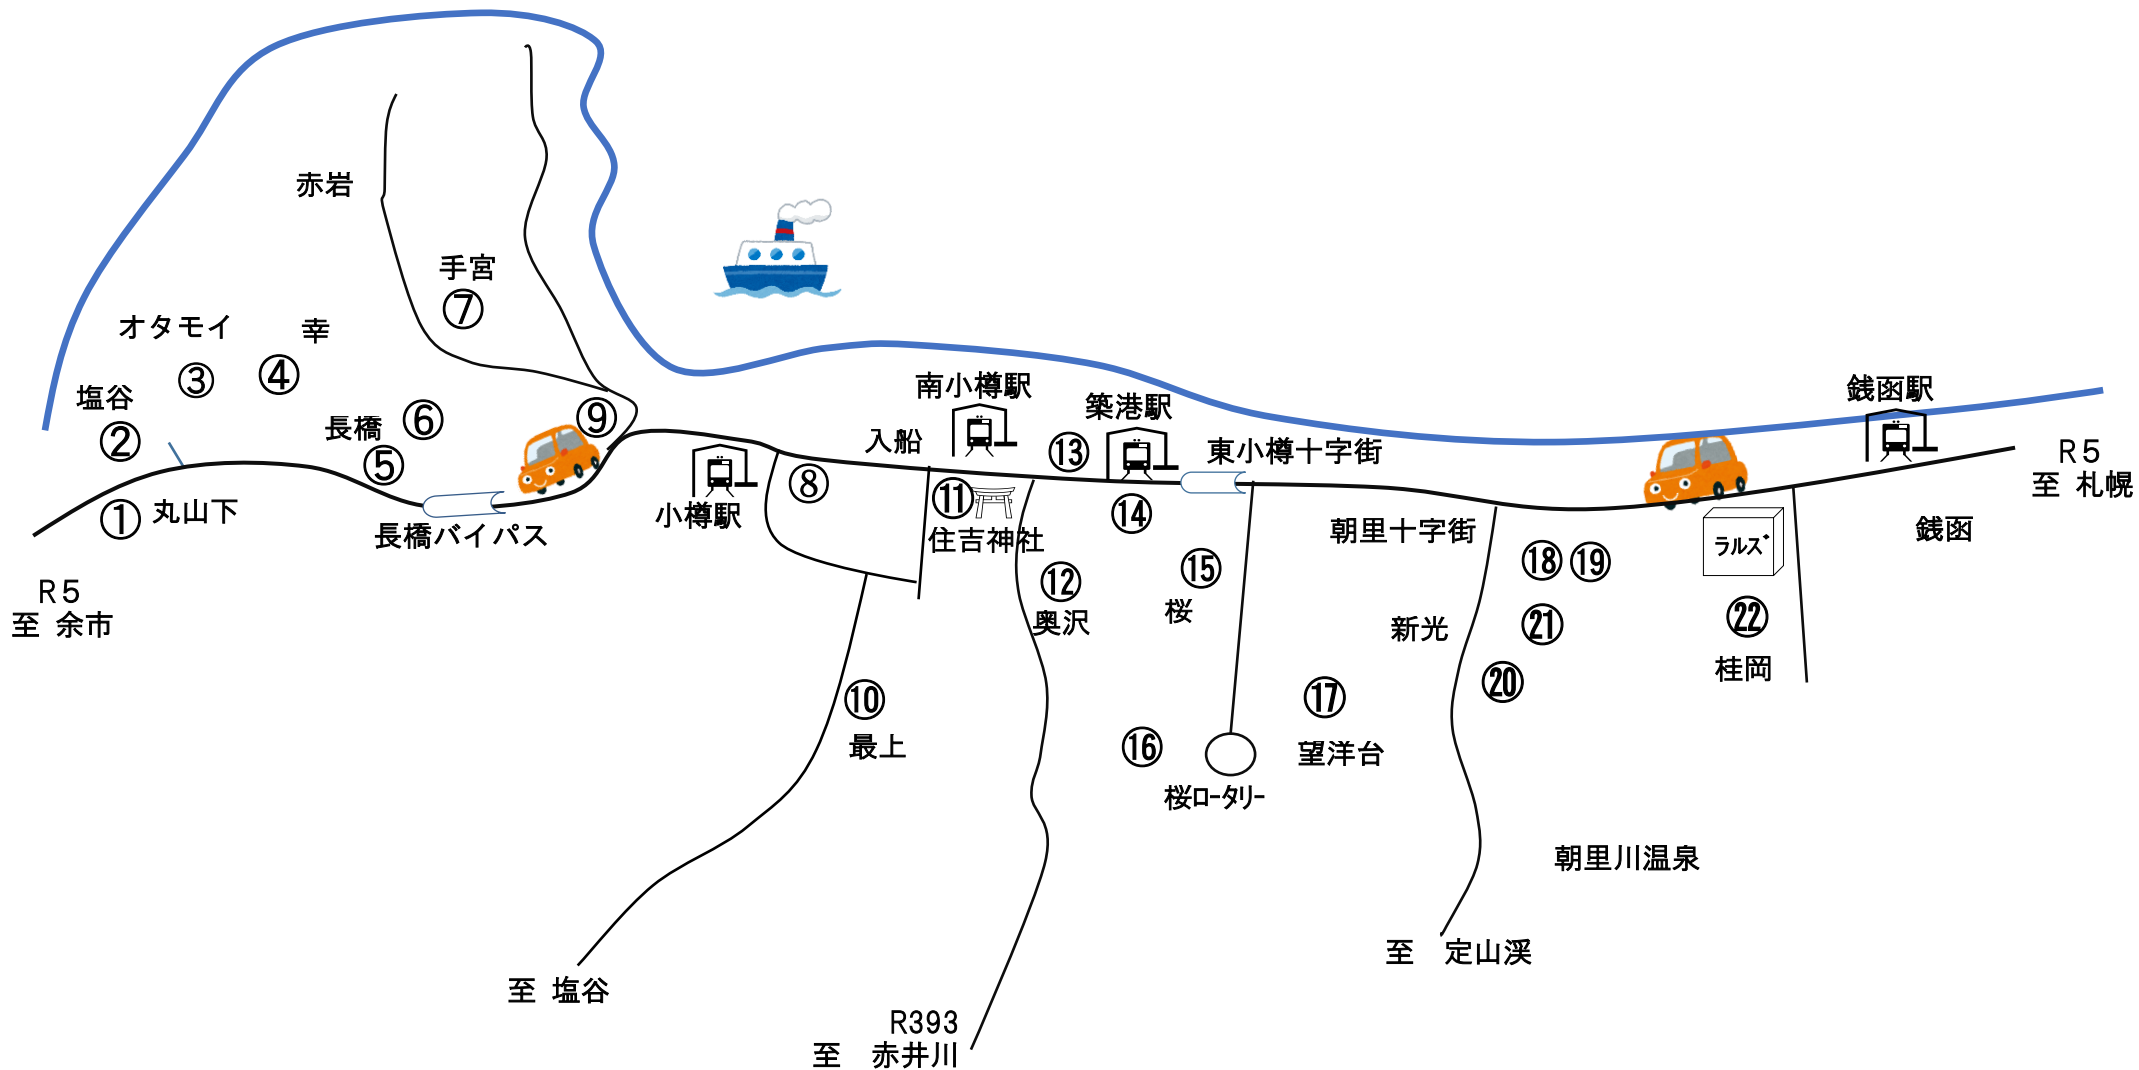 赤岩
手宮
⑦
オタモイ
幸
③
④
塩谷
②
長橋
⑥
⑤
⑨
①
丸山下
長橋バイパス
R5
至 余市
小樽駅
⑧
入船
南小樽駅
⑪
住吉神社
⑬
築港駅
⑭
東小樽十字街
⑫
奥沢
⑮
桜
⑩
最上
⑯
桜ロータリー
⑰
望洋台
朝里十字街
新光
⑱
⑲
㉑
⑳
ラルズ
㉒
桂岡
銭函駅
R5
至 札幌
銭函
朝里川温泉
至 定山渓
至 塩谷
R393
至 赤井川